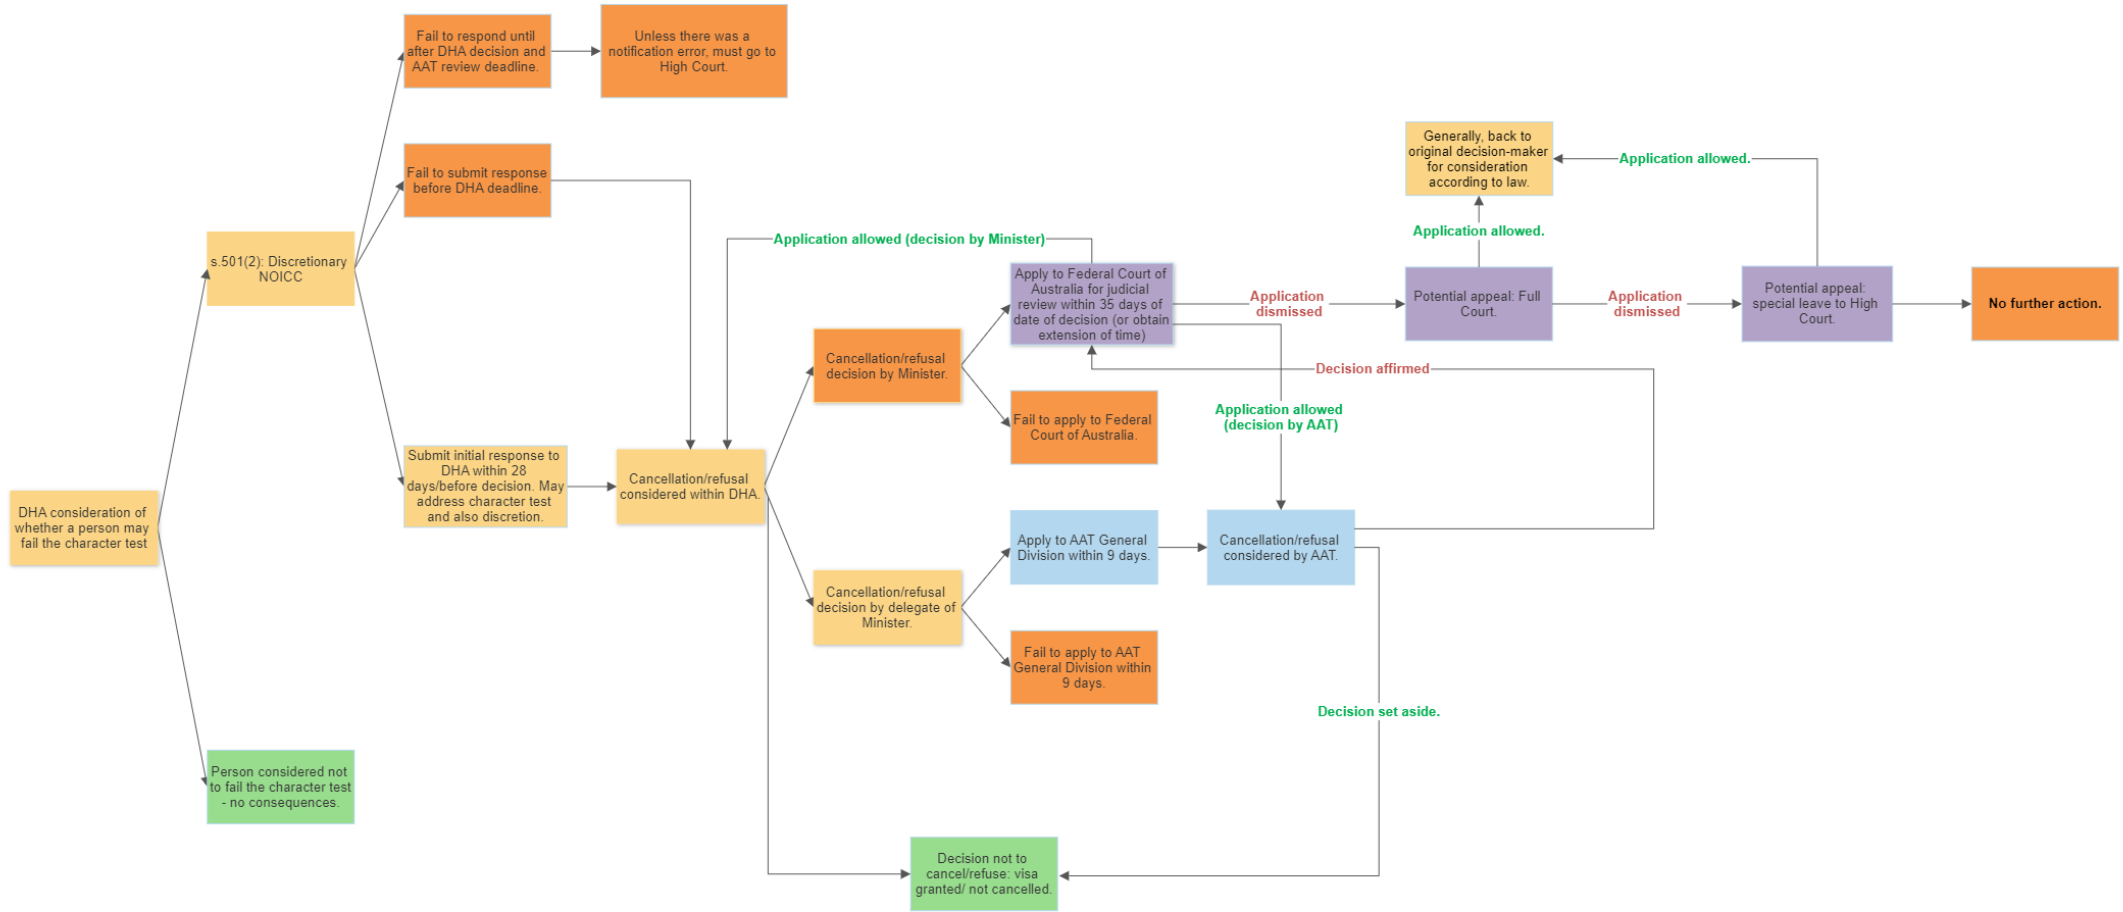 Fail to respond until
after DHA decision and
AAT review deadline.
Unless there was a
notification error, must go to
High Court.
Fail to submit response
before DHA deadline.
Generally, back to
original decision-maker
for consideration
according to law.
Application allowed.
Application allowed.
s.501(2): Discretionary
NOICC
Application allowed (decision by Minister)
Apply to Federal Court of
Australia for judicial
review within 35 days of
date of decision (or obtain
extension of time)
Application
dismissed
Potential appeal: Full
Court.
Application
dismissed
Potential appeal:
special leave to High
Court.
No further action.
Cancellation/refusal
decision by Minister.
Decision affirmed
Fail to apply to Federal
Court of Australia.
Application allowed
(decision by AAT)
Submit initial response to
DHA within 28
days/before decision. May
address character test
and also discretion.
Cancellation/refusal
considered within DHA.
DHA consideration of
whether a person may
fail the character test
Apply to AAT General
Division within 9 days.
Cancellation/refusal
considered by AAT.
Cancellation/refusal
decision by delegate of
Minister.
Fail to apply to AAT
General Division within
9 days.
Decision set aside.
Person considered not
to fail the character test
- no consequences.
Decision not to
cancel/refuse: visa
granted/ not cancelled.